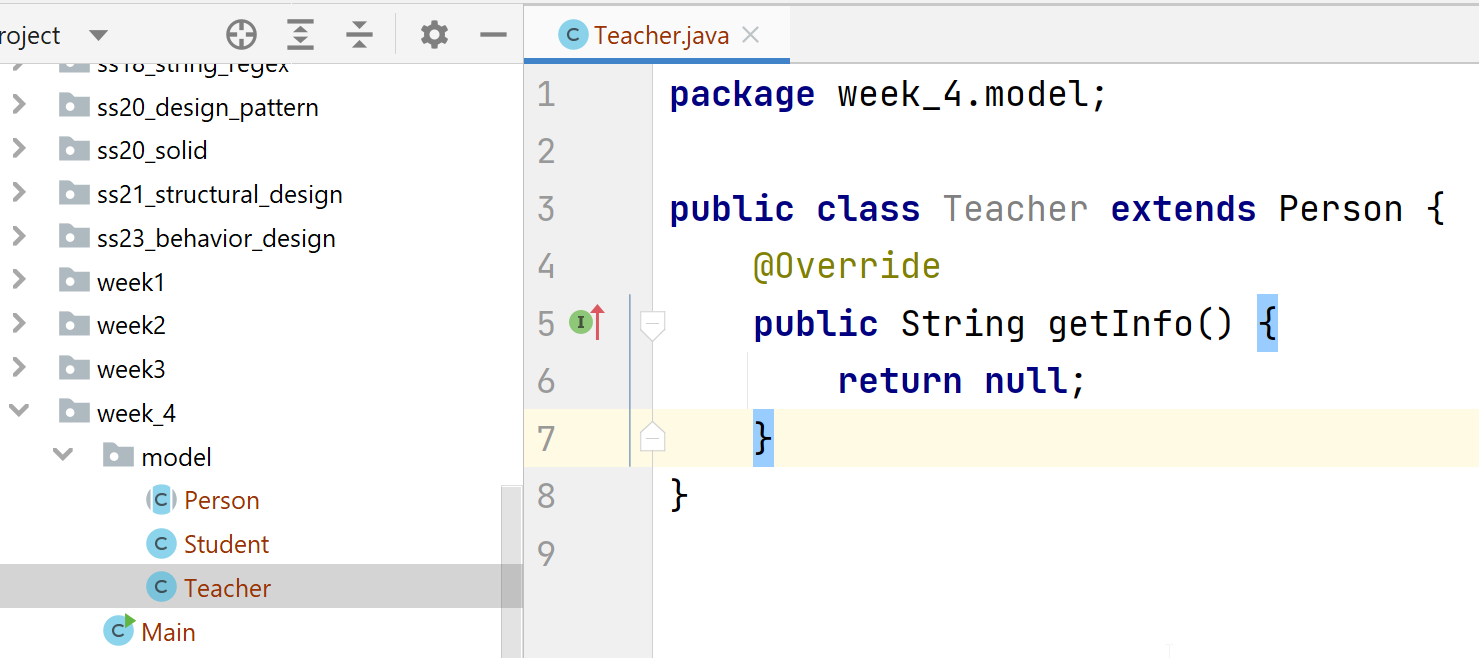 roject
ss18_string_regex
ss20_design_pattern
ss20_solid
ss21_structural_design
ss23_behavior_design
week1
week2
week3
week_4
model
C Person
C Student
C Teacher
C Main
C Teacher.java
1 package week_4.model;
2
3 public class Teacher extends Person {
4 @Override
5 I public String getInfo() {
6 return null;
7 }
8 }
9